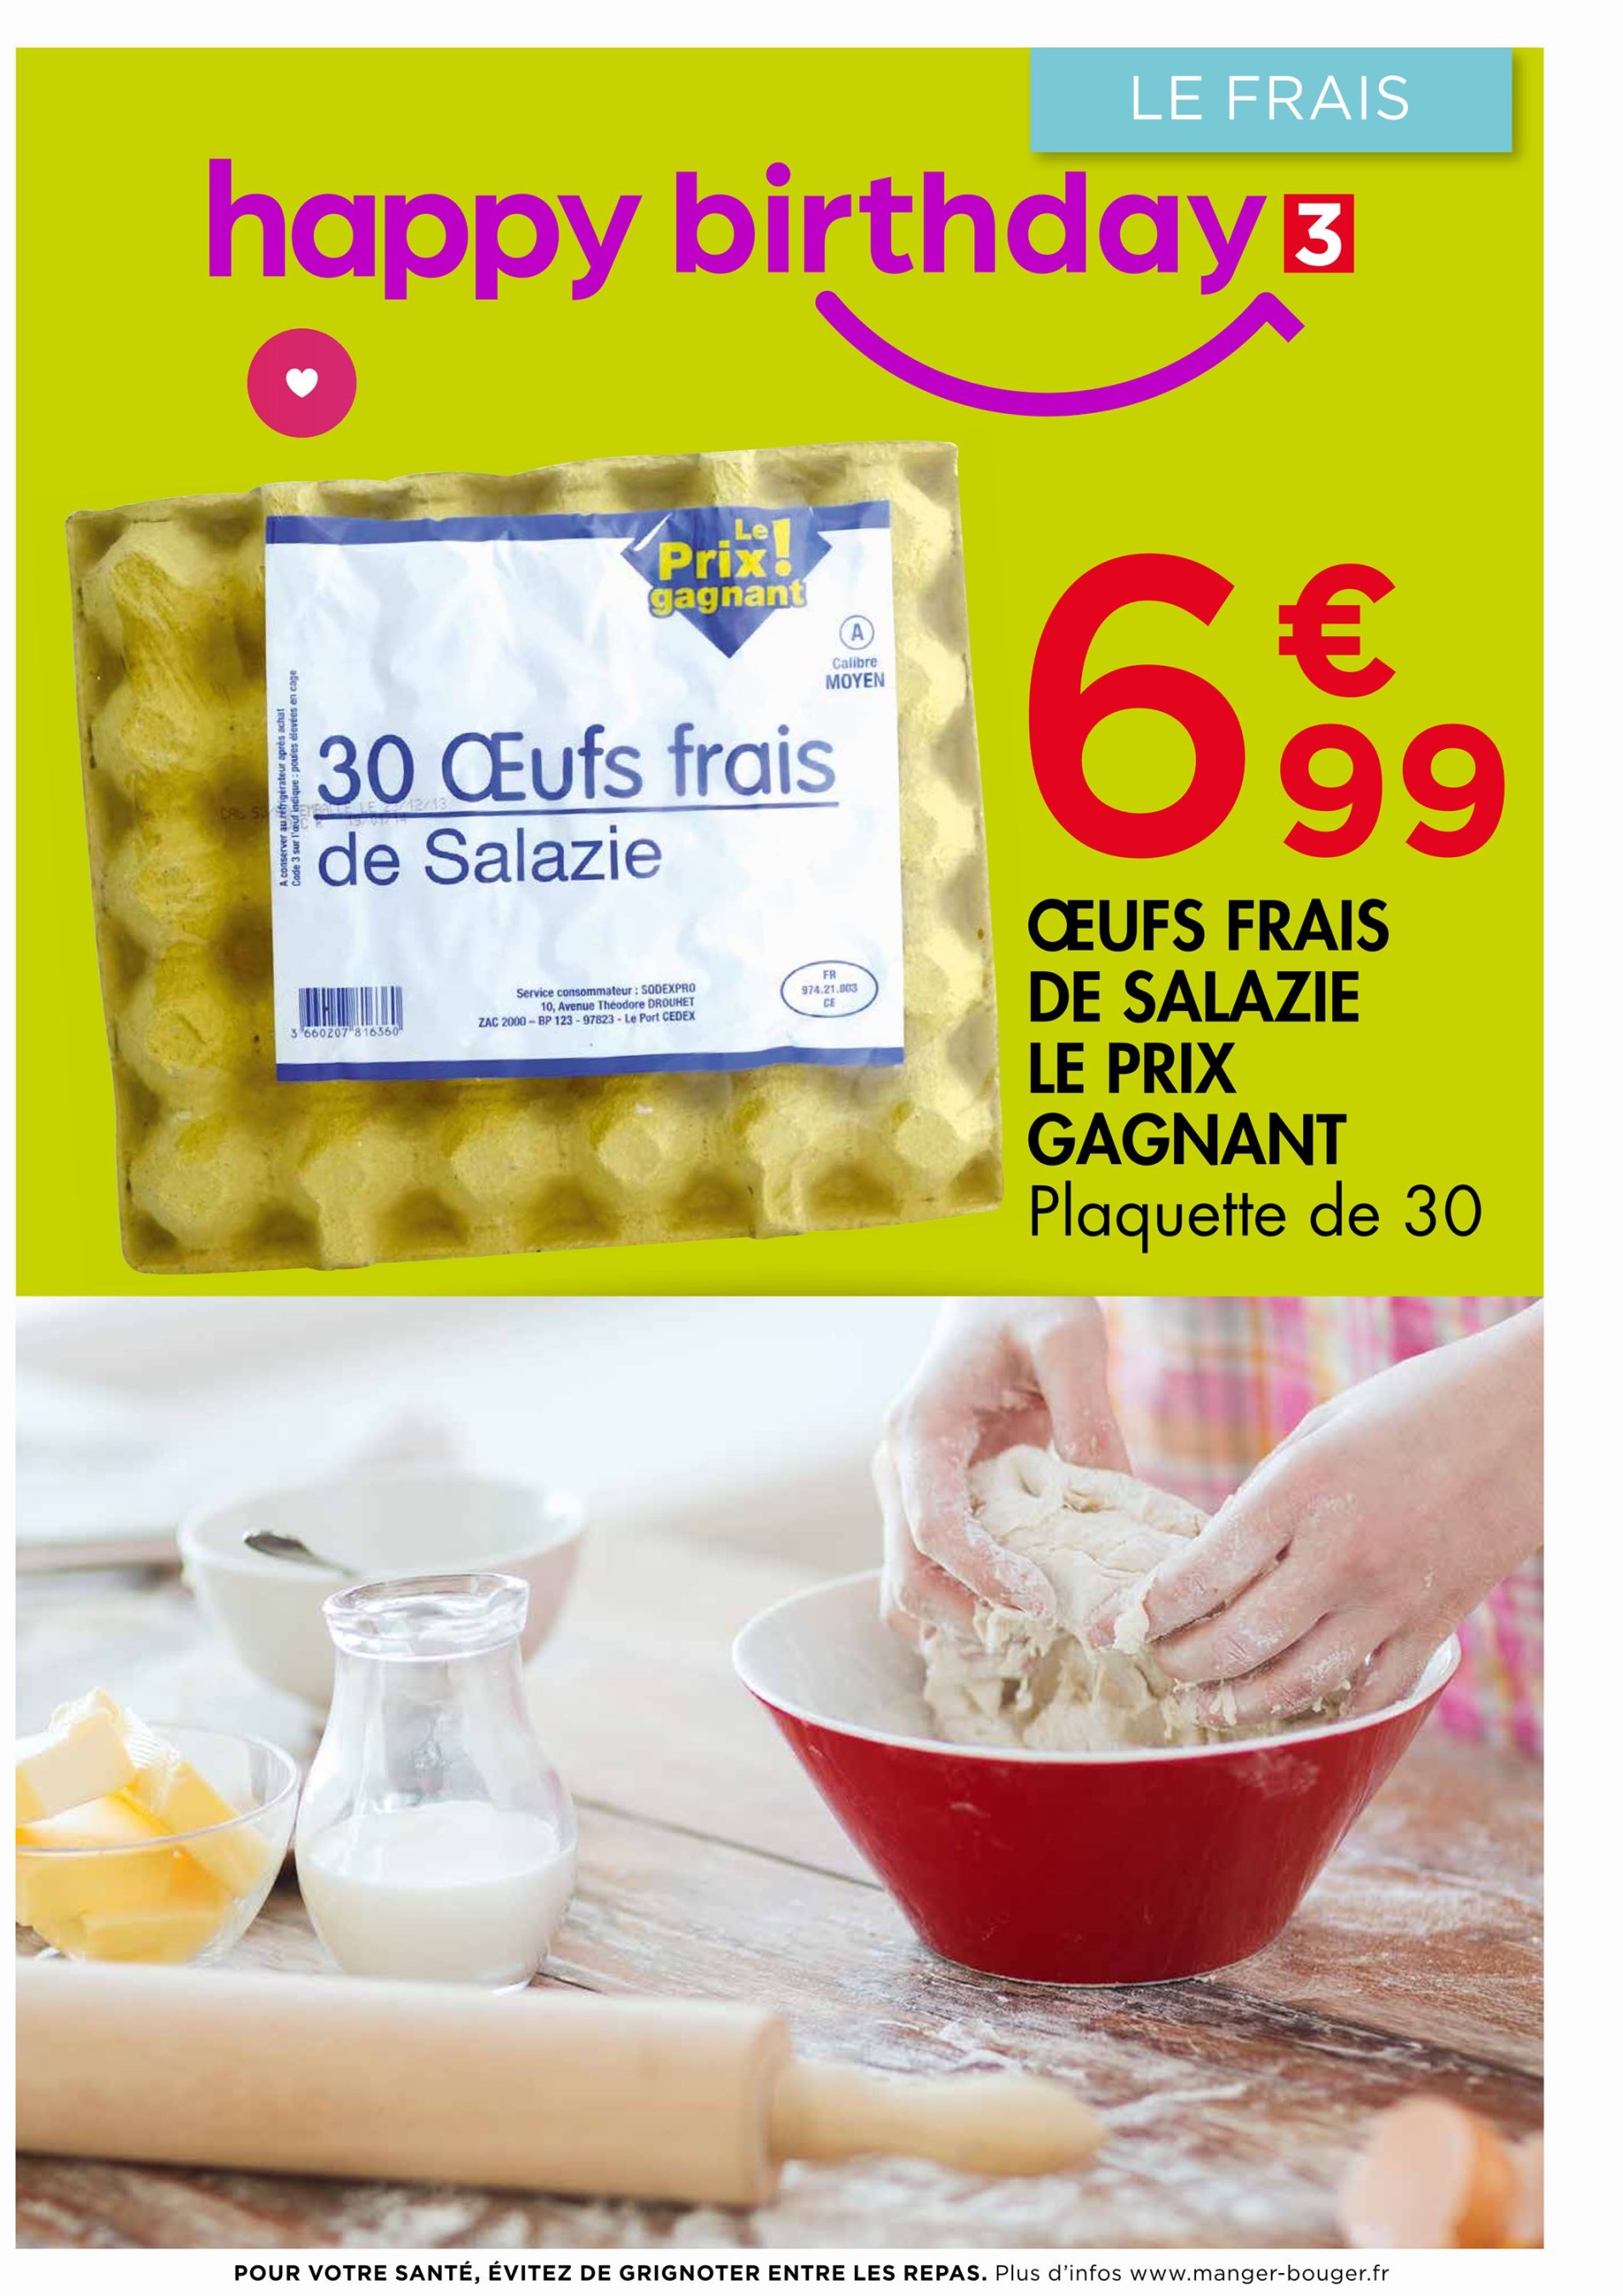 LE FRAIS
happy birthday 3
Le
Prix!
gagnant
A
Calibre
MOYEN
A conserver au réfrigérateur après achat
Code 3 sur l'œuf indique : poules élevées en cage
30 Œufs frais
de Salazie
FR
974.21.003
CE
Service consommateur : SODEXPRO
10, Avenue Théodore DROUHET
ZAC 2000 – BP 123 - 97823 - Le Port CEDEX
3 660207 816360
6€99
ŒUFS FRAIS
DE SALAZIE
LE PRIX
GAGNANT
Plaquette de 30
POUR VOTRE SANTÉ, ÉVITEZ DE GRIGNOTER ENTRE LES REPAS. Plus d'infos www.manger-bouger.fr